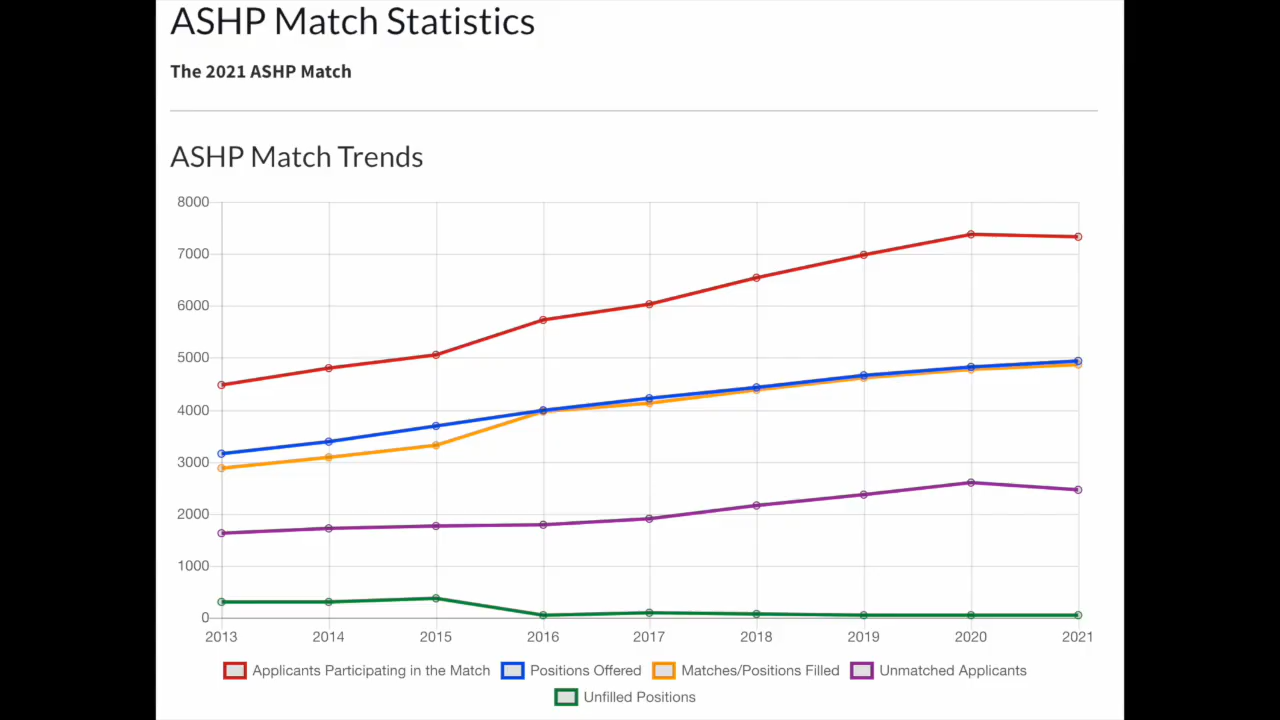 ASHP Match Statistics
The 2021 ASHP Match
ASHP Match Trends
8000
7000
6000
5000
4000
3000
2000
1000
0
2013 2014 2015 2016 2017 2018 2019 2020 2021
Applicants Participating in the Match Positions Offered Matches/Positions Filled Unmatched Applicants
Unfilled Positions